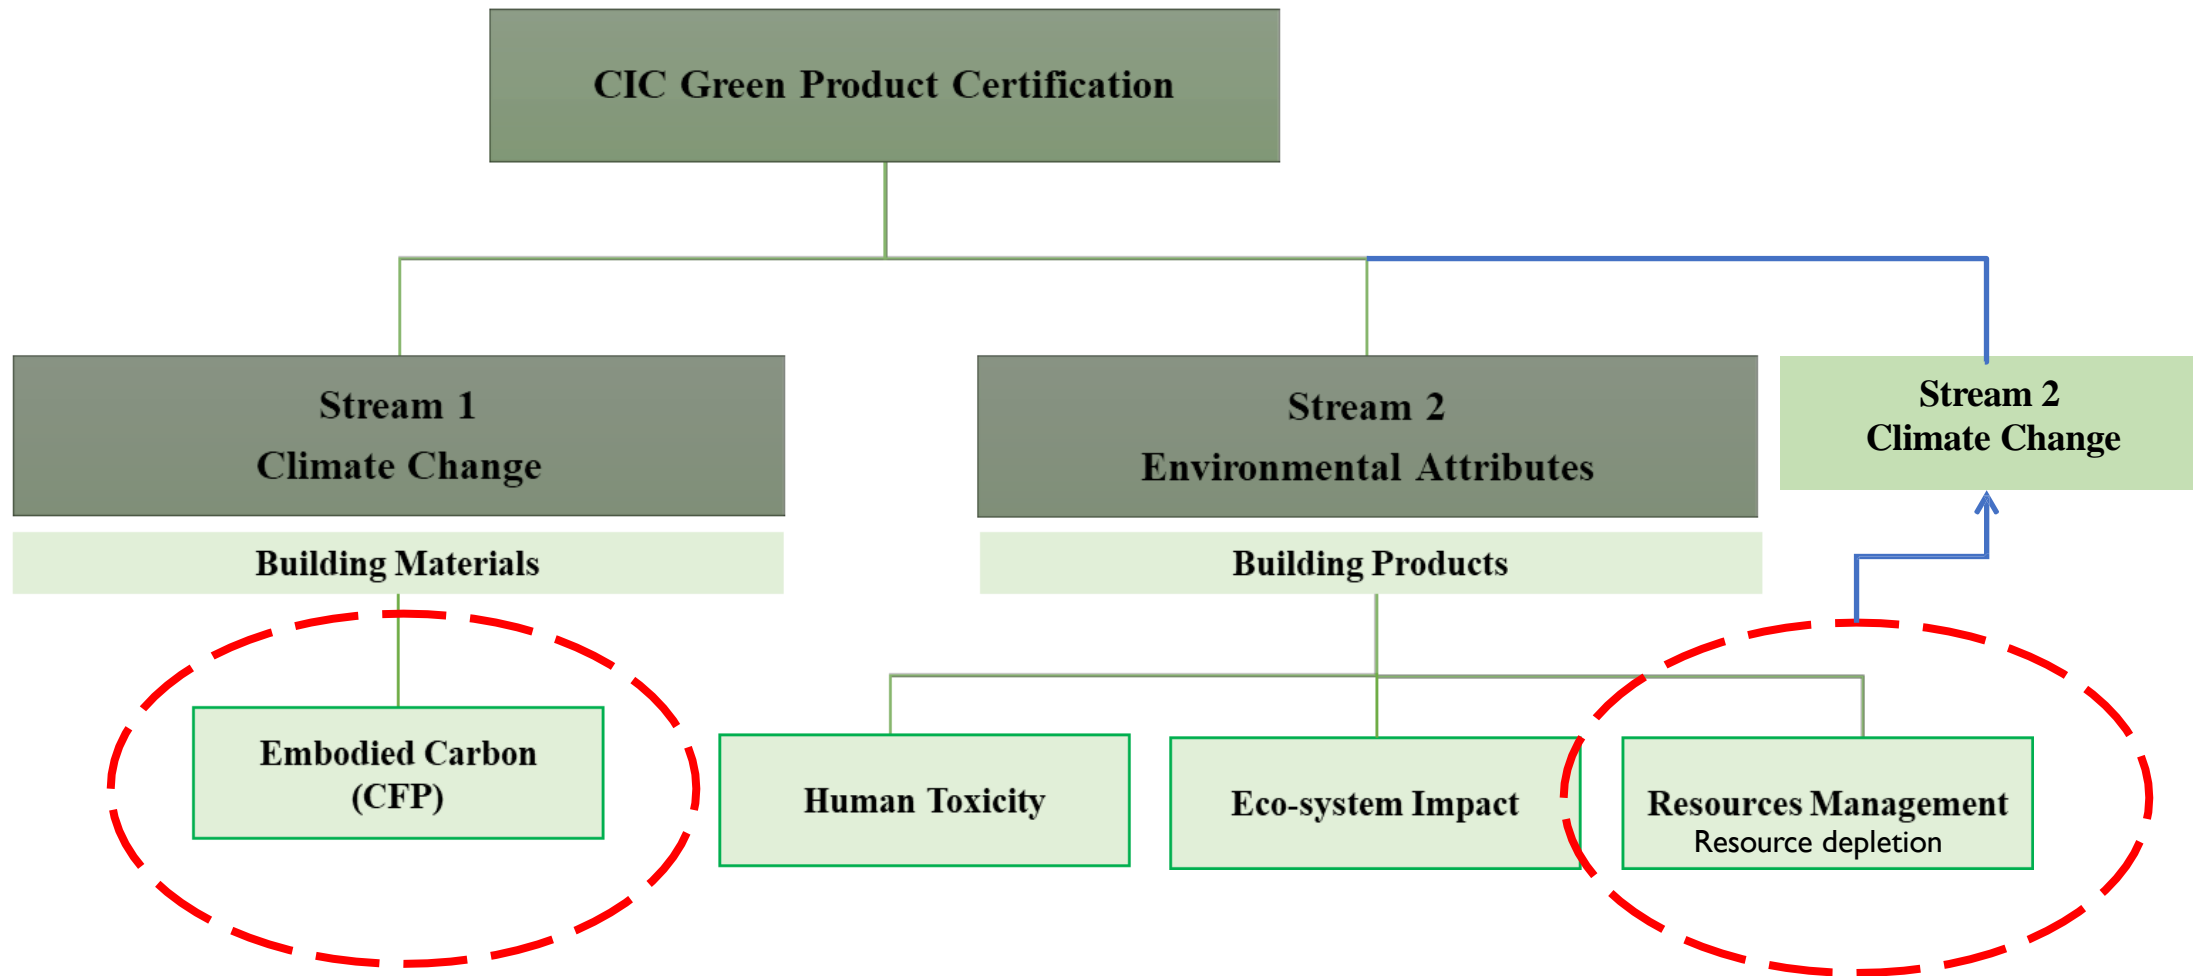 CIC Green Product Certification
Stream 1
Climate Change
Stream 2
Environmental Attributes
Stream 2
Climate Change
Building Materials
Building Products
Embodied Carbon
(CFP)
Human Toxicity
Eco-system Impact
Resources Management
Resource depletion